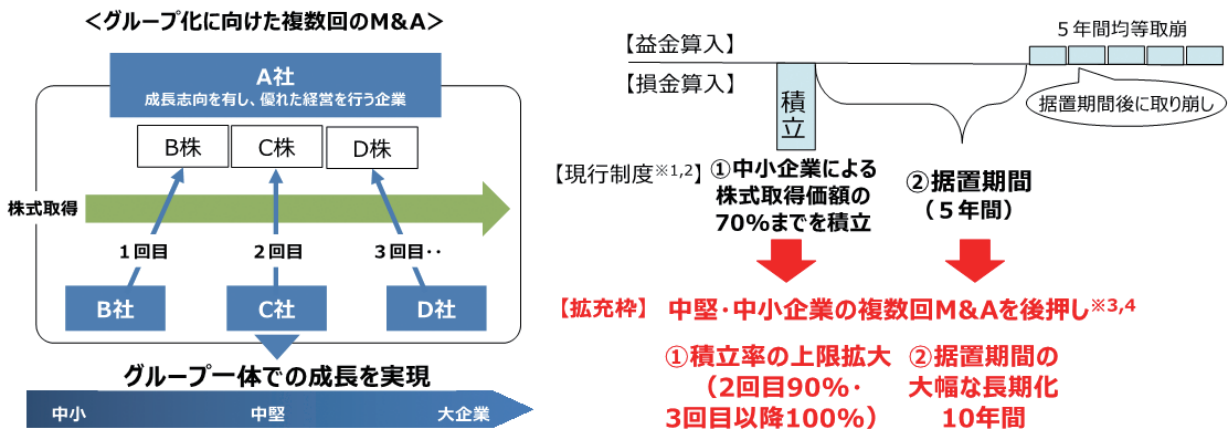 ＜グループ化に向けた複数回のM&A＞
A社
成長志向を有し、優れた経営を行う企業
B株
C株
D株
株式取得
1回目
2回目
3回目･･
B社
C社
D社
グループ一体での成長を実現
中小
中堅
大企業
【益金算入】
5年間均等取崩
【損金算入】
積立
据置期間後に取り崩し
【現行制度※1,2】
①中小企業による
株式取得価額の
70%までを積立
②据置期間
（５年間）
【拡充枠】 中堅･中小企業の複数回M&Aを後押し※3,4
①積立率の上限拡大
（2回目90%･
3回目以降100%）
②据置期間の
大幅な長期化
10年間